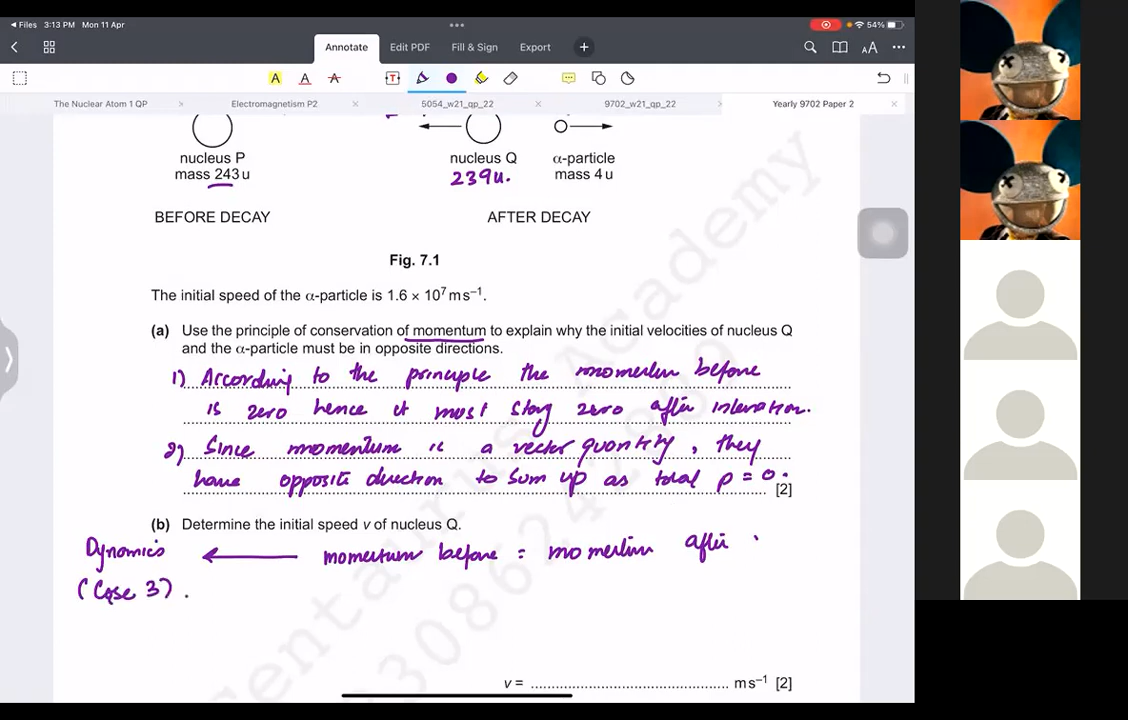 Files 3:13 PM Mon 11 Apr
54%
Annotate Edit PDF Fill & Sign Export
AA
A A A T
The Nuclear Atom 1 QP Electromagnetism P2 5054_w21_qp_22 9702_w21_qp_22 Yearly 9702 Paper 2
nucleus P nucleus Q α-particle
mass 243 u 239u. mass 4 u
BEFORE DECAY AFTER DECAY
Fig. 7.1
The initial speed of the α-particle is 1.6 × 10⁷ m s⁻¹.
(a) Use the principle of conservation of momentum to explain why the initial velocities of nucleus Q
and the α-particle must be in opposite directions.
1) According to the principle the momentum before
is zero hence it must stay zero after
2) Since momentum is a vector quantity, they
have opposite direction to sum up as total p = 0. [2]
(b) Determine the initial speed v of nucleus Q.
Dynamics ← momentum before = momentum after
(Case 3).
v = ............................................... m s⁻¹ [2]
entaurus Academy
3308624